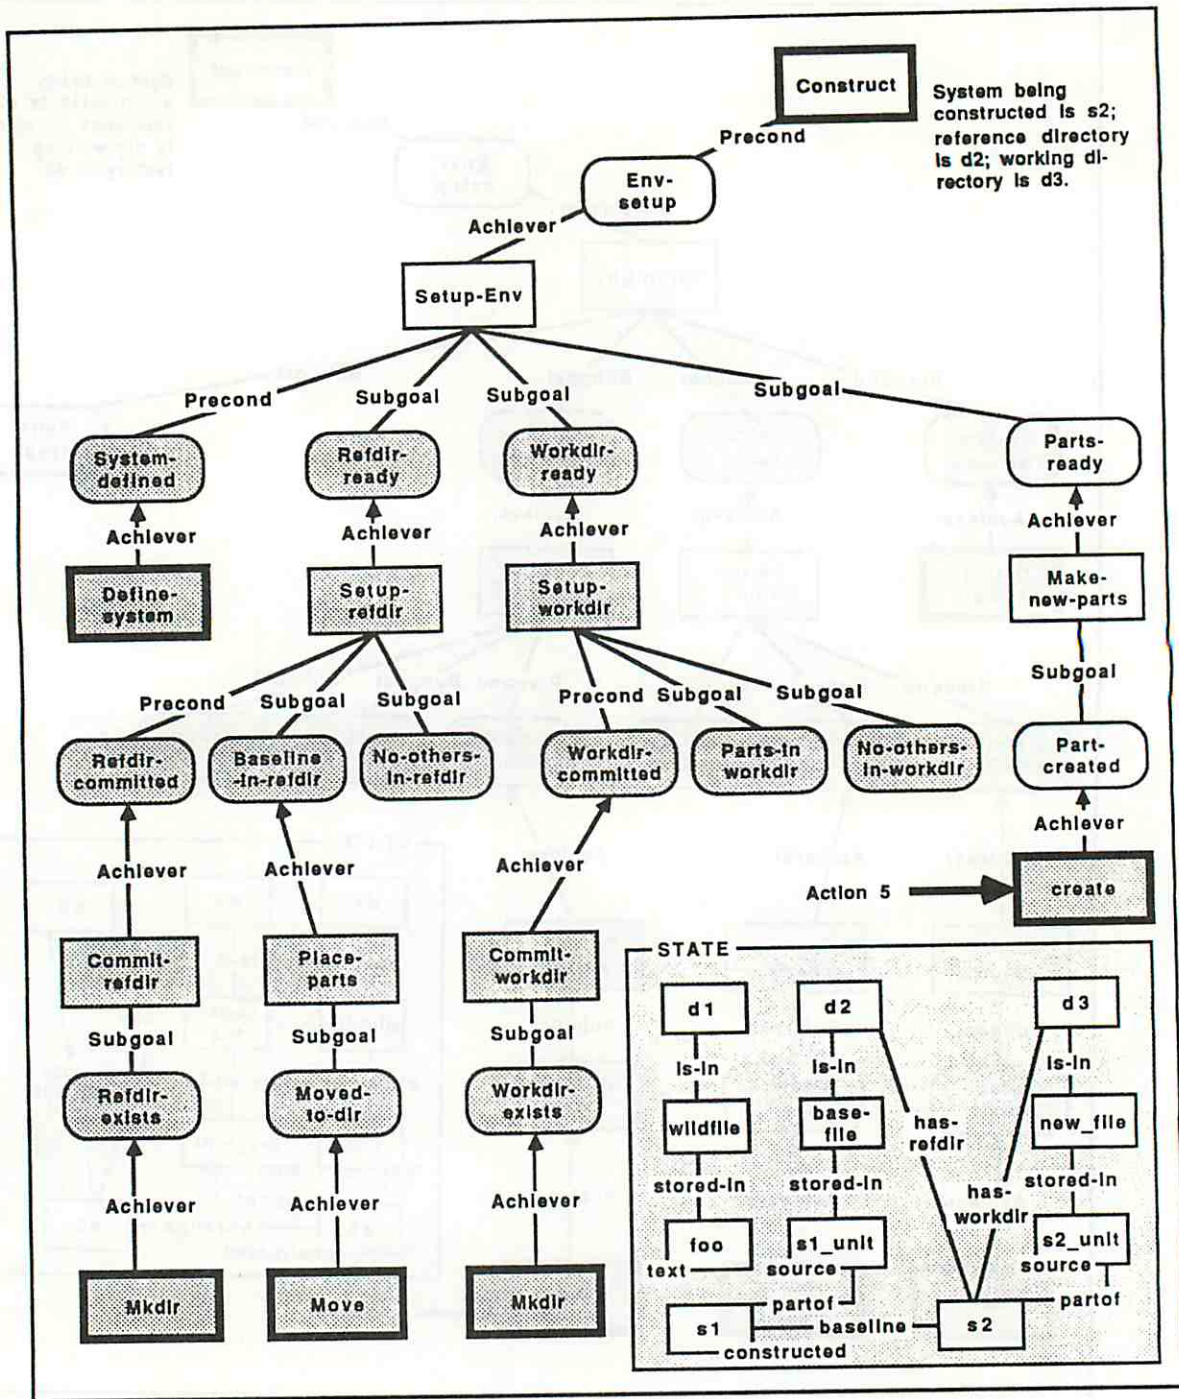 Construct
System being
constructed is s2;
reference directory
is d2; working di-
rectory is d3.
Precond
Env-
setup
Achiever
Setup-Env
Precond
Subgoal
Subgoal
Subgoal
System-
defined
Refdir-
ready
Workdir-
ready
Parts-
ready
Achiever
Achiever
Achiever
Achiever
Define-
system
Setup-
refdir
Setup-
workdir
Make-
new-parts
Subgoal
Precond
Subgoal
Subgoal
Precond
Subgoal
Subgoal
Refdir-
committed
Baseline
-in-refdir
No-others-
in-refdir
Workdir-
committed
Parts-in
workdir
No-others-
in-workdir
Part-
created
Achiever
Achiever
Achiever
Achiever
Action 5
create
Commit-
refdir
Place-
parts
Commit-
workdir
Subgoal
Subgoal
Subgoal
Refdir-
exists
Moved-
to-dir
Workdir-
exists
Achiever
Achiever
Achiever
Mkdir
Move
Mkdir
STATE
d1
d2
d3
is-in
is-in
is-in
wildfile
base-
file
new_file
has-
refdir
stored-in
stored-in
stored-in
has-
workdir
foo
text
s1_unit
source
s2_unit
source
partof
partof
s1
baseline
s2
constructed